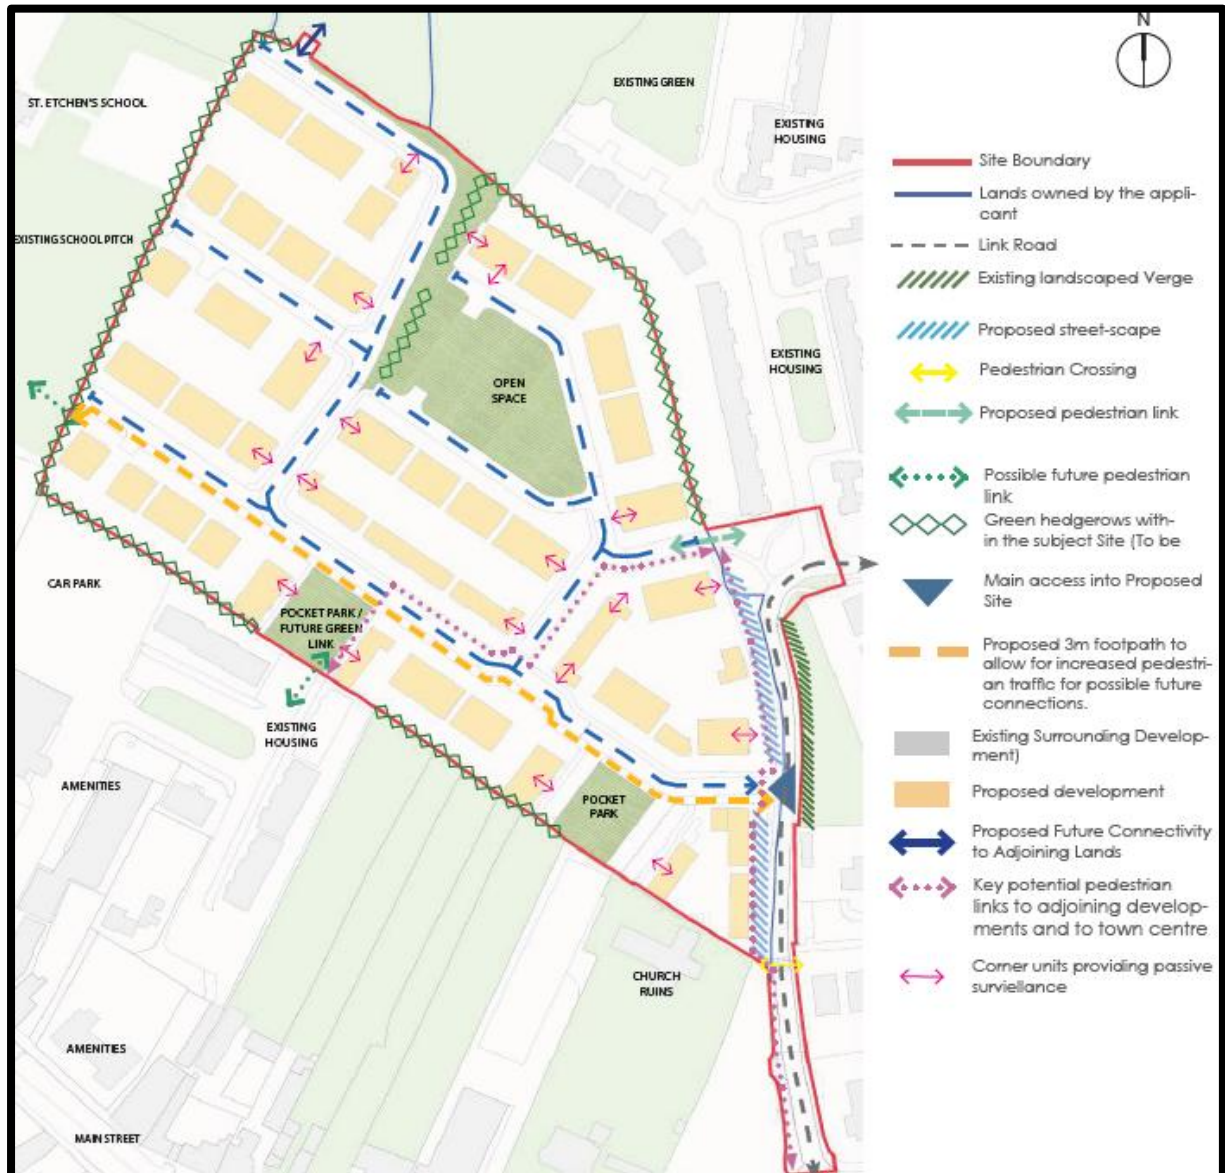 N
ST. ETCHEN'S SCHOOL
EXISTING GREEN
EXISTING
HOUSING
EXISTING SCHOOL PITCH
EXISTING
HOUSING
OPEN
SPACE
CAR PARK
POCKET PARK /
FUTURE GREEN
LINK
EXISTING
HOUSING
AMENITIES
POCKET
PARK
CHURCH
RUINS
AMENITIES
MAIN STREET
Site Boundary
Lands owned by the appli-
cant
Link Road
Existing landscaped Verge
Proposed street-scape
Pedestrian Crossing
Proposed pedestrian link
Possible future pedestrian
link
Green hedgerows with-
in the subject Site (To be
Main access into Proposed
Site
Proposed 3m footpath to
allow for increased pedestri-
an traffic for possible future
connections.
Existing Surrounding Develop-
ment)
Proposed development
Proposed Future Connectivity
to Adjoining Lands
Key potential pedestrian
links to adjoining develop-
ments and to town centre
Corner units providing passive
surviellance